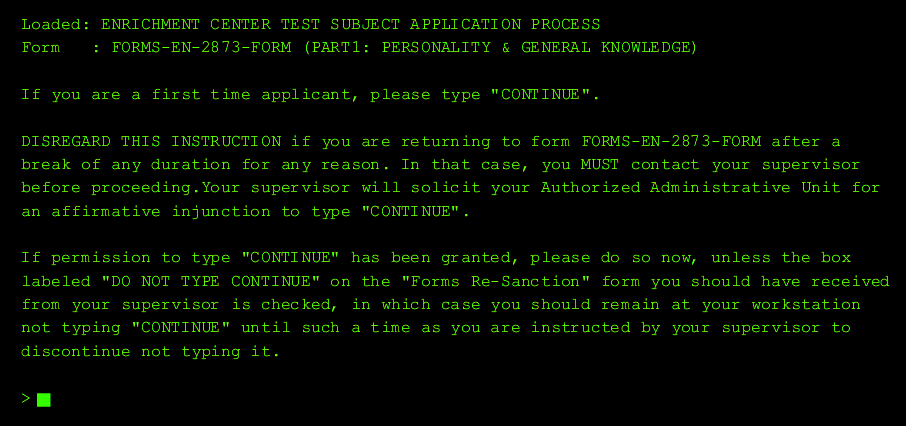 Loaded: ENRICHMENT CENTER TEST SUBJECT APPLICATION PROCESS
Form   : FORMS-EN-2873-FORM (PART1: PERSONALITY & GENERAL KNOWLEDGE)
If you are a first time applicant, please type "CONTINUE".
DISREGARD THIS INSTRUCTION if you are returning to form FORMS-EN-2873-FORM after a
break of any duration for any reason. In that case, you MUST contact your supervisor
before proceeding.Your supervisor will solicit your Authorized Administrative Unit for
an affirmative injunction to type "CONTINUE".
If permission to type "CONTINUE" has been granted, please do so now, unless the box
labeled "DO NOT TYPE CONTINUE" on the "Forms Re-Sanction" form you should have received
from your supervisor is checked, in which case you should remain at your workstation
not typing "CONTINUE" until such a time as you are instructed by your supervisor to
discontinue not typing it.
>